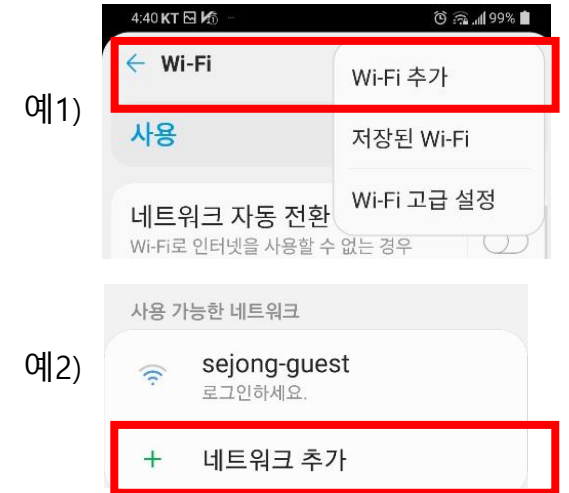 4:40 KT
99%
Wi-Fi
Wi-Fi 추가
예1)
사용
저장된 Wi-Fi
Wi-Fi 고급 설정
네트워크 자동 전환
Wi-Fi로 인터넷을 사용할 수 없는 경우
사용 가능한 네트워크
예2)
sejong-guest
로그인하세요.
+ 네트워크 추가